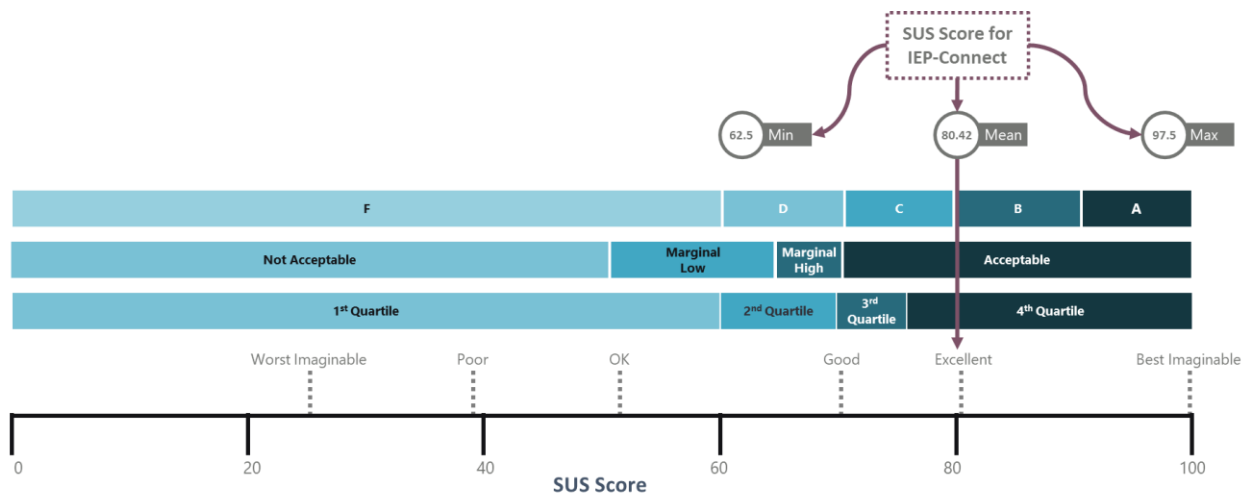 SUS Score for
IEP-Connect
62.5 Min
80.42 Mean
97.5 Max
F
D
C
B
A
Not Acceptable
Marginal
Low
Marginal
High
Acceptable
1st Quartile
2nd Quartile
3rd
Quartile
4th Quartile
Worst Imaginable
Poor
OK
Good
Excellent
Best Imaginable
0
20
40
60
80
100
SUS Score